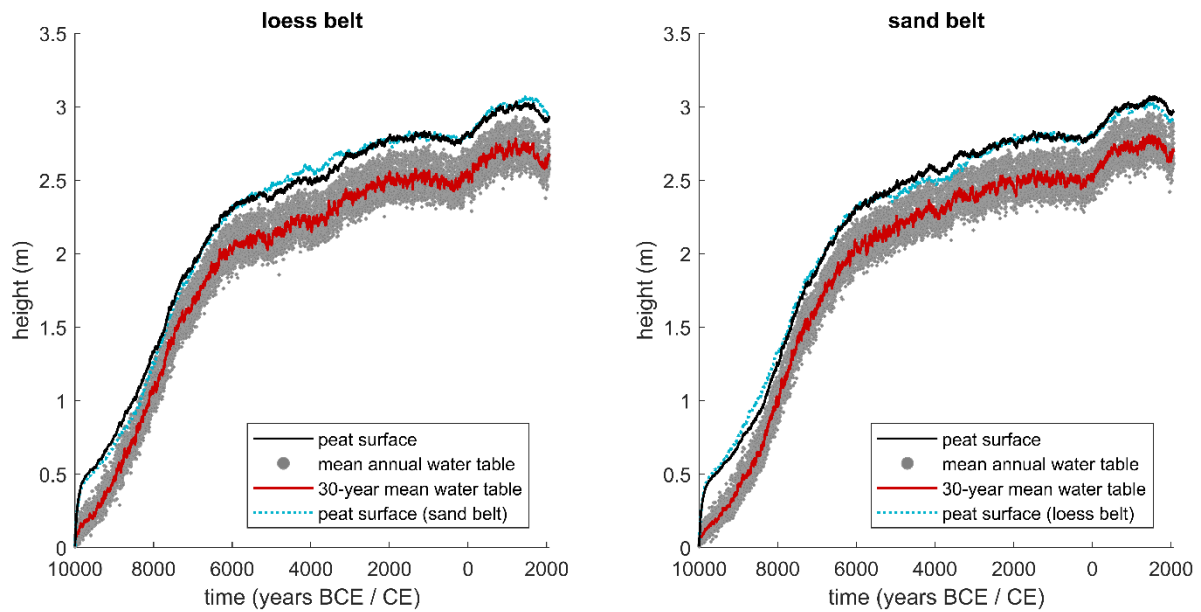 loess belt
3.5
3
2.5
2
1.5
1
0.5
0
height (m)
10000 8000 6000 4000 2000 0 2000
time (years BCE / CE)
peat surface
mean annual water table
30-year mean water table
peat surface (sand belt)
sand belt
3.5
3
2.5
2
1.5
1
0.5
0
height (m)
10000 8000 6000 4000 2000 0 2000
time (years BCE / CE)
peat surface
mean annual water table
30-year mean water table
peat surface (loess belt)